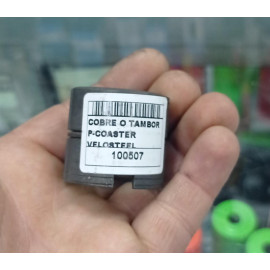 COBRE O TAMBOR
P-COASTER
VELOSTEEL
100507